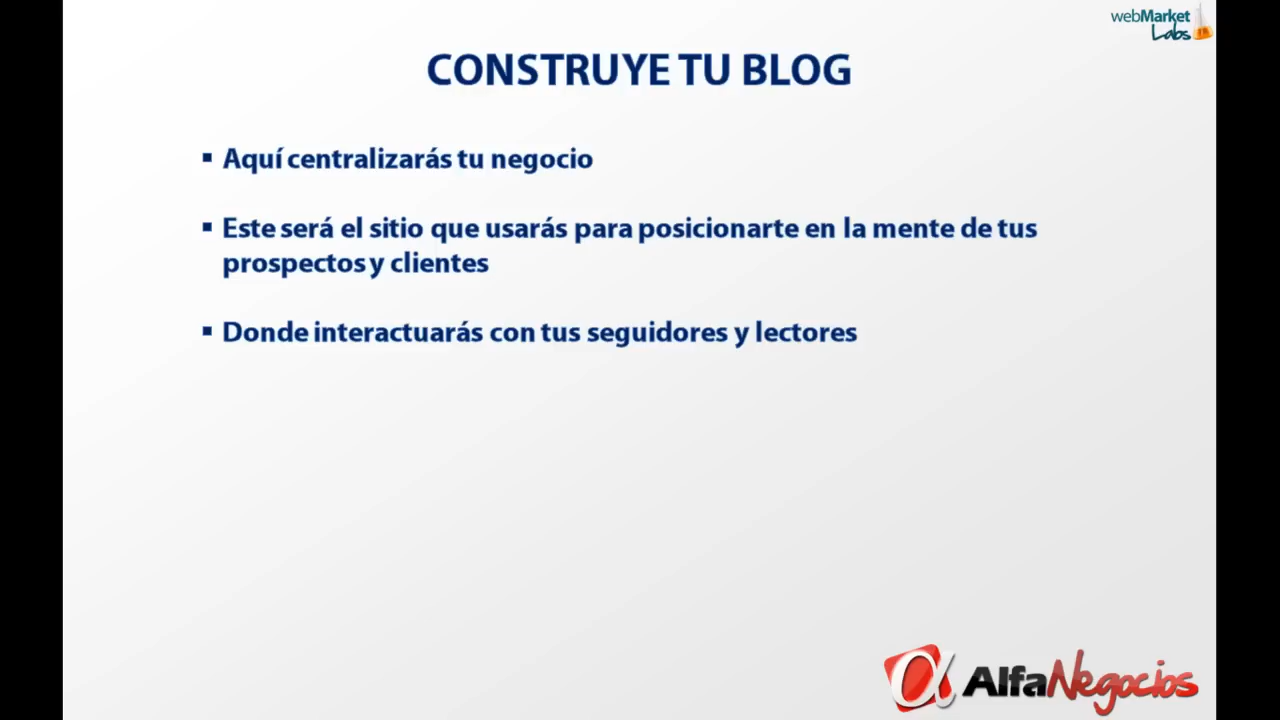 webMarket
Labs
CONSTRUYE TU BLOG
▪ Aquí centralizarás tu negocio
▪ Este será el sitio que usarás para posicionarte en la mente de tus
prospectos y clientes
▪ Donde interactuarás con tus seguidores y lectores
α AlfaNegocios